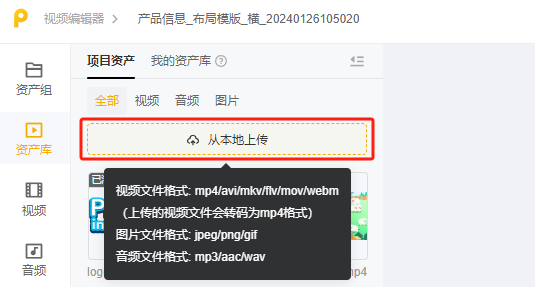 视频编辑器 > 产品信息_布局模版_横_20240126105020
项目资产 我的资产库
资产组
全部 视频 音频 图片
资产库
从本地上传
视频文件格式: mp4/avi/mkv/flv/mov/webm
（上传的视频文件会转码为mp4格式）
图片文件格式: jpeg/png/gif
音频文件格式: mp3/aac/wav
视频
音频